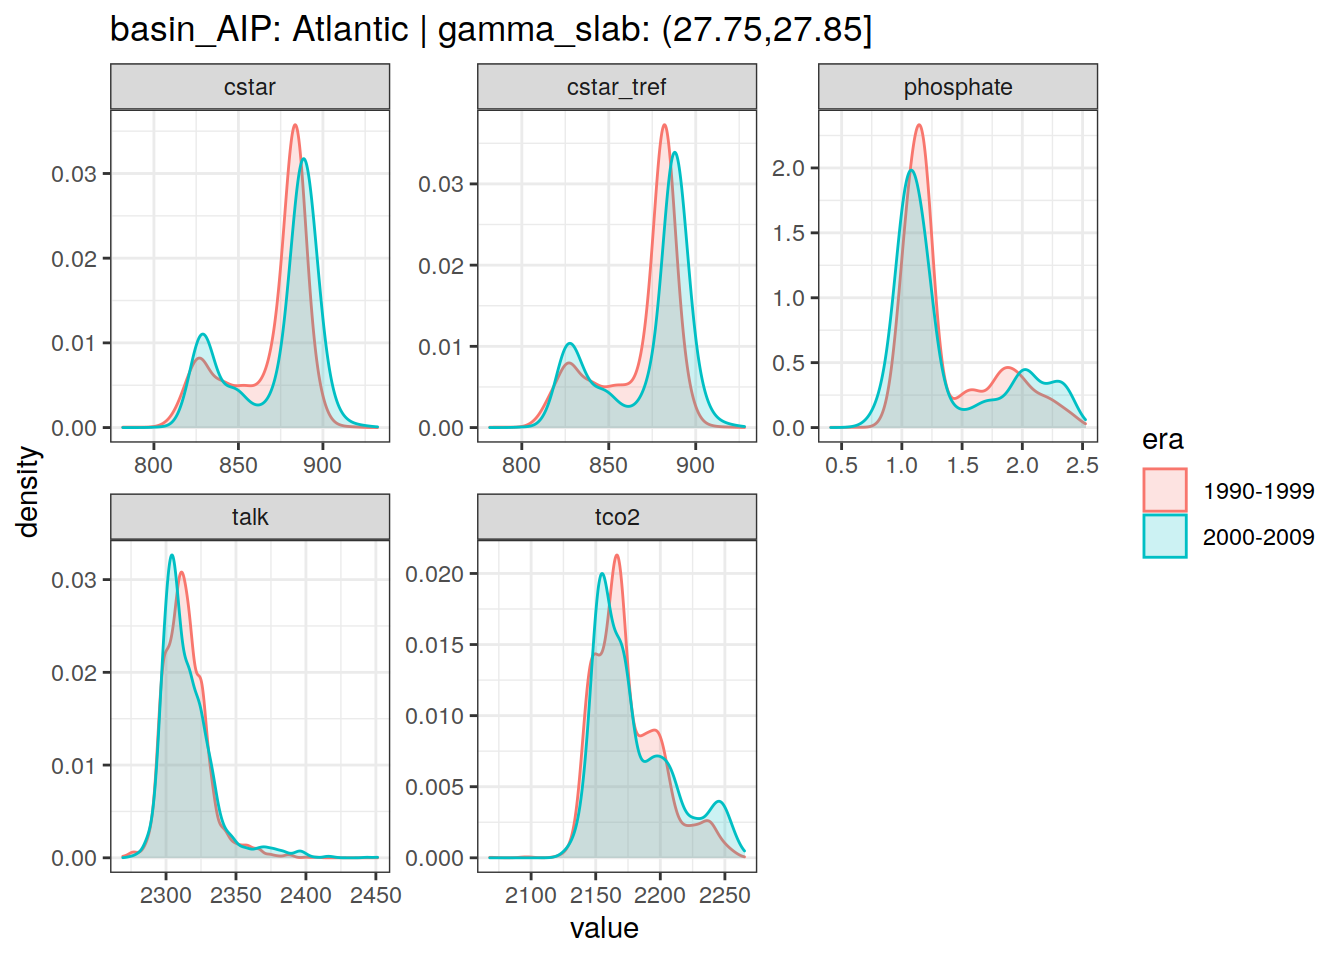 basin_AIP: Atlantic | gamma_slab: (27.75,27.85]
cstar
cstar_tref
phosphate
0.03
0.02
0.01
0.00
800 850 900
0.03
0.02
0.01
0.00
800 850 900
2.0
1.5
1.0
0.5
0.0
0.5 1.0 1.5 2.0 2.5
talk
tco2
0.03
0.02
0.01
0.00
2300 2350 2400 2450
0.020
0.015
0.010
0.005
0.000
2100 2150 2200 2250
density
value
era
1990-1999
2000-2009